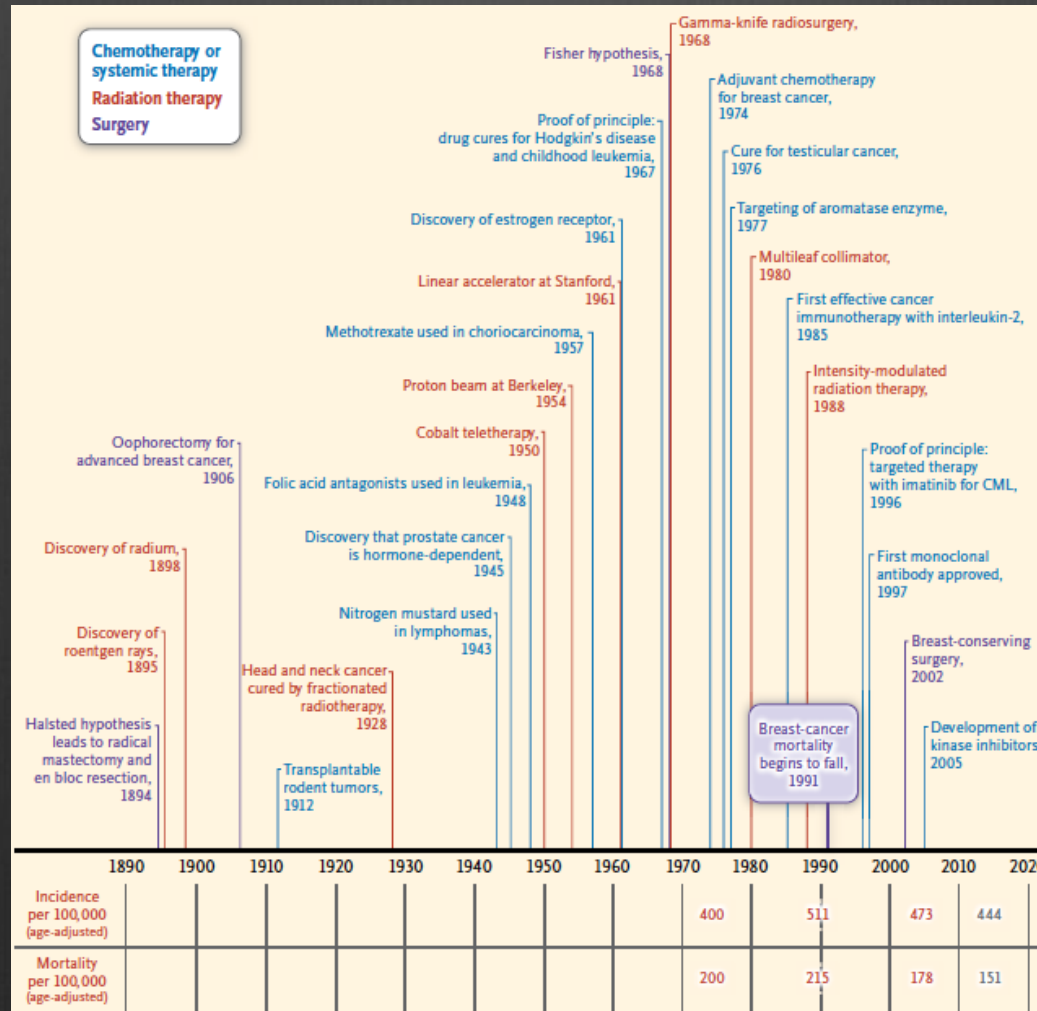 Chemotherapy or
systemic therapy
Radiation therapy
Surgery
Gamma-knife radiosurgery,
1968
Fisher hypothesis,
1968
Adjuvant chemotherapy
for breast cancer,
1974
Proof of principle:
drug cures for Hodgkin's disease
and childhood leukemia,
1967
Cure for testicular cancer,
1976
Discovery of estrogen receptor,
1961
Targeting of aromatase enzyme,
1977
Linear accelerator at Stanford,
1961
Multileaf collimator,
1980
Methotrexate used in choriocarcinoma,
1957
First effective cancer
immunotherapy with interleukin-2,
1985
Proton beam at Berkeley,
1954
Intensity-modulated
radiation therapy,
1988
Cobalt teletherapy,
1950
Oophorectomy for
advanced breast cancer,
1906
Proof of principle:
targeted therapy
with imatinib for CML,
1996
Folic acid antagonists used in leukemia,
1948
Discovery that prostate cancer
is hormone-dependent,
1945
Discovery of radium,
1898
First monoclonal
antibody approved,
1997
Nitrogen mustard used
in lymphomas,
1943
Discovery of
roentgen rays,
1895
Breast-conserving
surgery,
2002
Head and neck cancer
cured by fractionated
radiotherapy,
1928
Halsted hypothesis
leads to radical
mastectomy and
en bloc resection,
1894
Breast-cancer
mortality
begins to fall,
1991
Development of
kinase inhibitors
2005
Transplantable
rodent tumors,
1912
1890 1900 1910 1920 1930 1940 1950 1960 1970 1980 1990 2000 2010 202
Incidence
per 100,000
(age-adjusted)
400 511 473 444
Mortality
per 100,000
(age-adjusted)
200 215 178 151